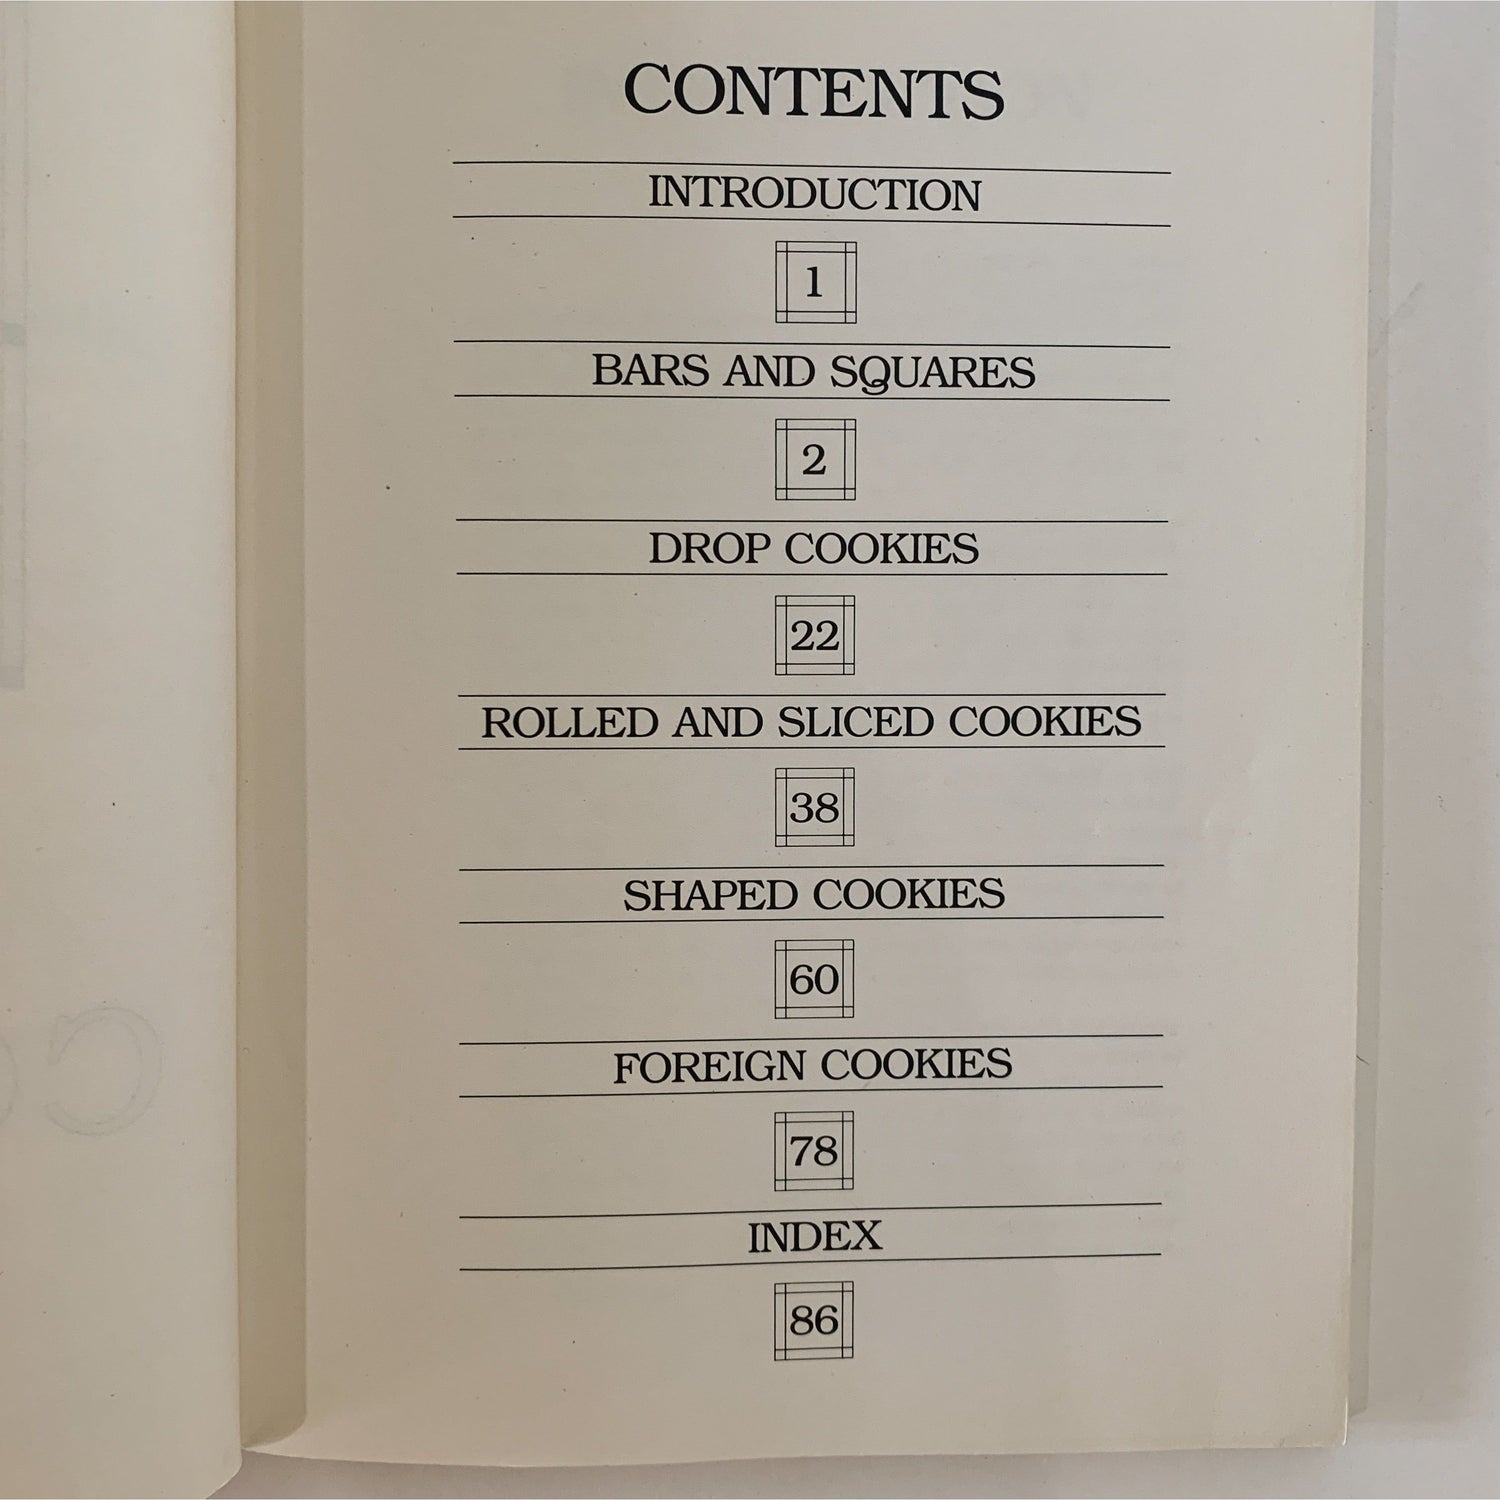 CONTENTS
INTRODUCTION
1
BARS AND SQUARES
2
DROP COOKIES
22
ROLLED AND SLICED COOKIES
38
SHAPED COOKIES
60
FOREIGN COOKIES
78
INDEX
86